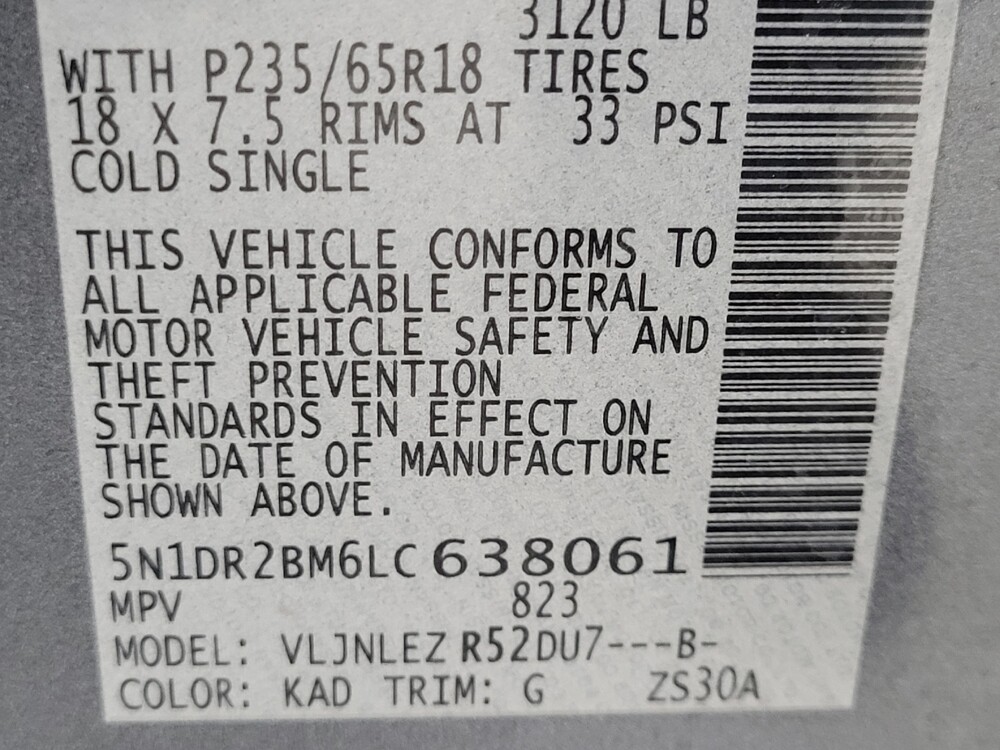 3120 LB
WITH P235/65R18 TIRES
18 X 7.5 RIMS AT 33 PSI
COLD SINGLE
THIS VEHICLE CONFORMS TO
ALL APPLICABLE FEDERAL
MOTOR VEHICLE SAFETY AND
THEFT PREVENTION
STANDARDS IN EFFECT ON
THE DATE OF MANUFACTURE
SHOWN ABOVE.
5N1DR2BM6LC638061
MPV 823
MODEL: VLJNLEZ R52DU7---B-
COLOR: KAD TRIM: G ZS30A